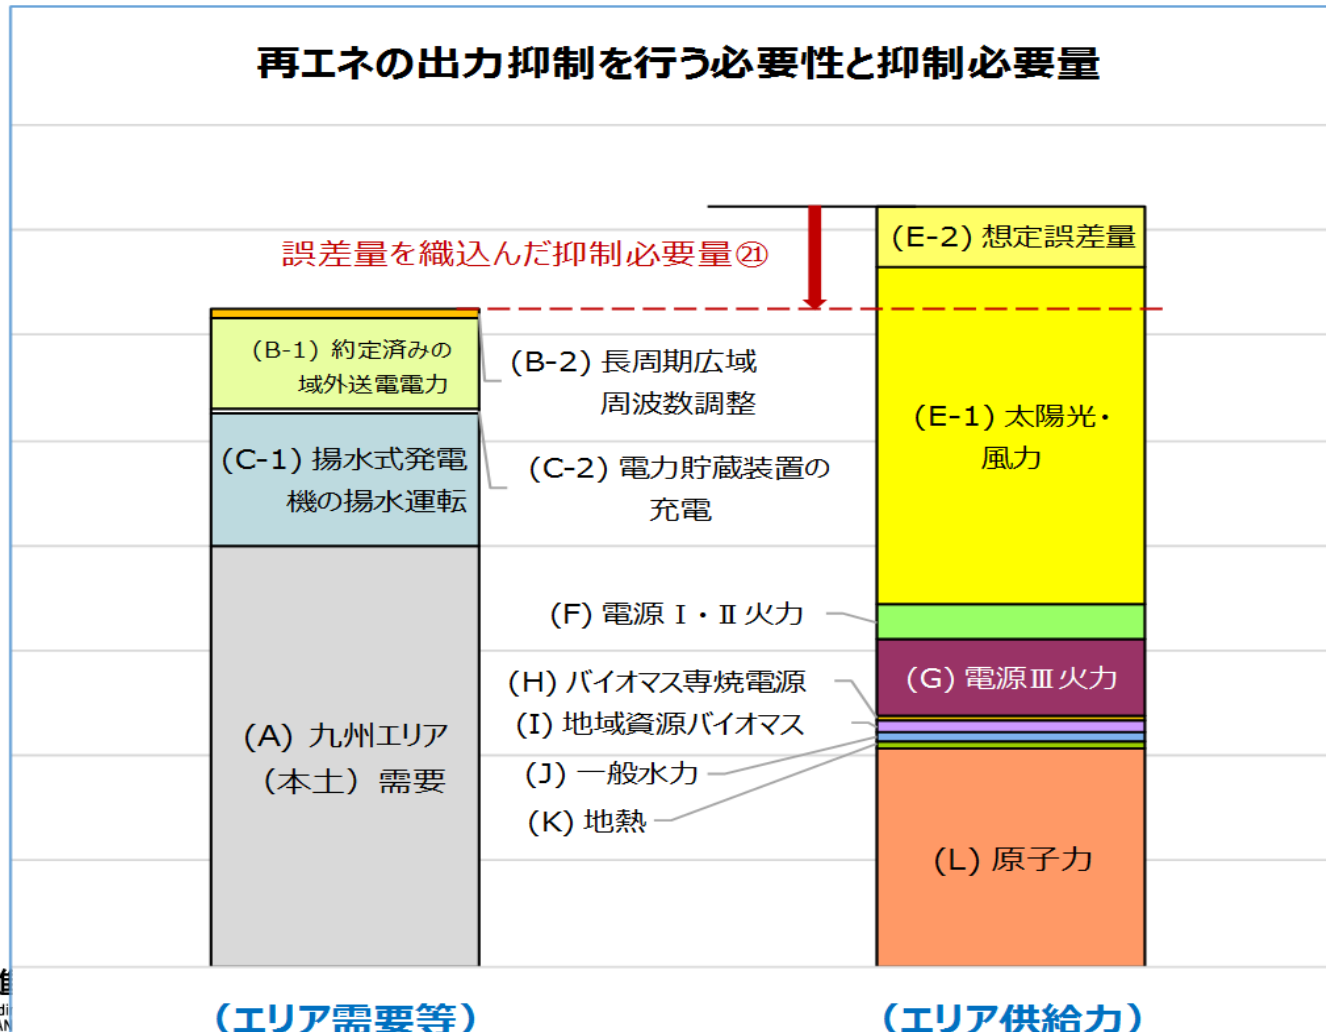 再エネの出力抑制を行う必要性と抑制必要量
誤差量を織込んだ抑制必要量㉑
(B-1) 約定済みの
域外送電電力
(B-2) 長周期広域
周波数調整
(C-1) 揚水式発電
機の揚水運転
(C-2) 電力貯蔵装置の
充電
(A) 九州エリア
（本土）需要
(E-2) 想定誤差量
(E-1) 太陽光・
風力
(F) 電源Ⅰ・Ⅱ火力
(G) 電源Ⅲ火力
(H) バイオマス専焼電源
(I) 地域資源バイオマス
(J) 一般水力
(K) 地熱
(L) 原子力
（エリア需要等）
（エリア供給力）